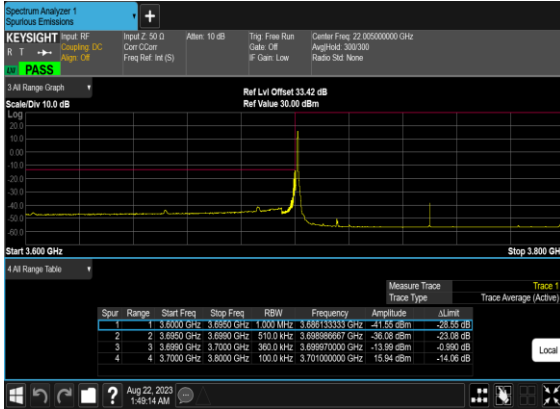 Spectrum Analyzer 1
Spurious Emissions
+
KEYSIGHT Input: RF Input Z: 50 Ω Atten: 10 dB Trig: Free Run Center Freq: 22.005000000 GHz
R T Coupling: DC Corr CCorr Gate: Off Avg|Hold: 300/300
Align: Off Freq Ref: Int (S) IF Gain: Low Radio Std: None
PASS
3 All Range Graph
Ref Lvl Offset 33.42 dB
Scale/Div 10.0 dB Ref Value 30.00 dBm
Log
20.0
10.0
0.00
-10.0
-20.0
-30.0
-40.0
-50.0
-60.0
Start 3.600 GHz Stop 3.800 GH
4 All Range Table
Measure Trace Trace 1
Trace Type Trace Average (Active)
Spur Range Start Freq Stop Freq RBW Frequency Amplitude ΔLimit
1 1 3.6000 GHz 3.6950 GHz 1.000 MHz 3.686133333 GHz -41.55 dBm -28.55 dB
2 2 3.6950 GHz 3.6990 GHz 510.0 kHz 3.698986667 GHz -36.08 dBm -23.08 dB
3 3 3.6990 GHz 3.7000 GHz 360.0 kHz 3.699970000 GHz -13.99 dBm -0.990 dB
4 4 3.7000 GHz 3.8000 GHz 100.0 kHz 3.701000000 GHz 15.94 dBm -14.06 dB
Local
? Aug 22, 2023
1:49:14 AM